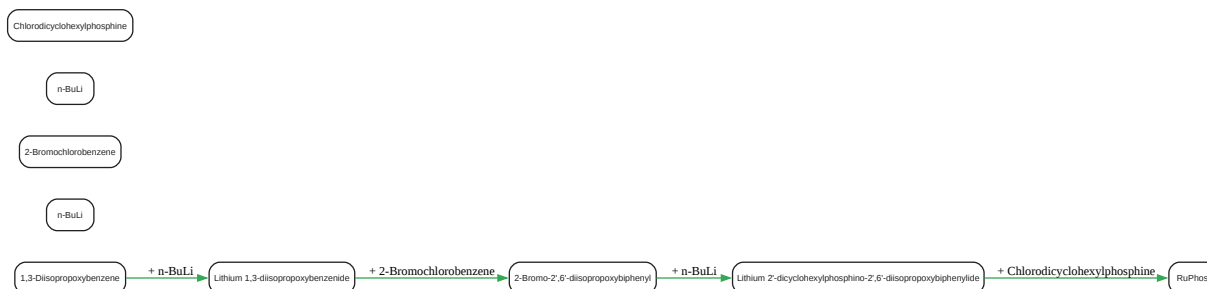 Chlorodicyclohexylphosphine
n-BuLi
2-Bromochlorobenzene
n-BuLi
1,3-Diisopropoxybenzene + n-BuLi Lithium 1,3-diisopropoxybenzenide + 2-Bromochlorobenzene 2-Bromo-2',6'-diisopropoxybiphenyl + n-BuLi Lithium 2'-dicyclohexylphosphino-2',6'-diisopropoxybiphenylide + Chlorodicyclohexylphosphine RuPhos